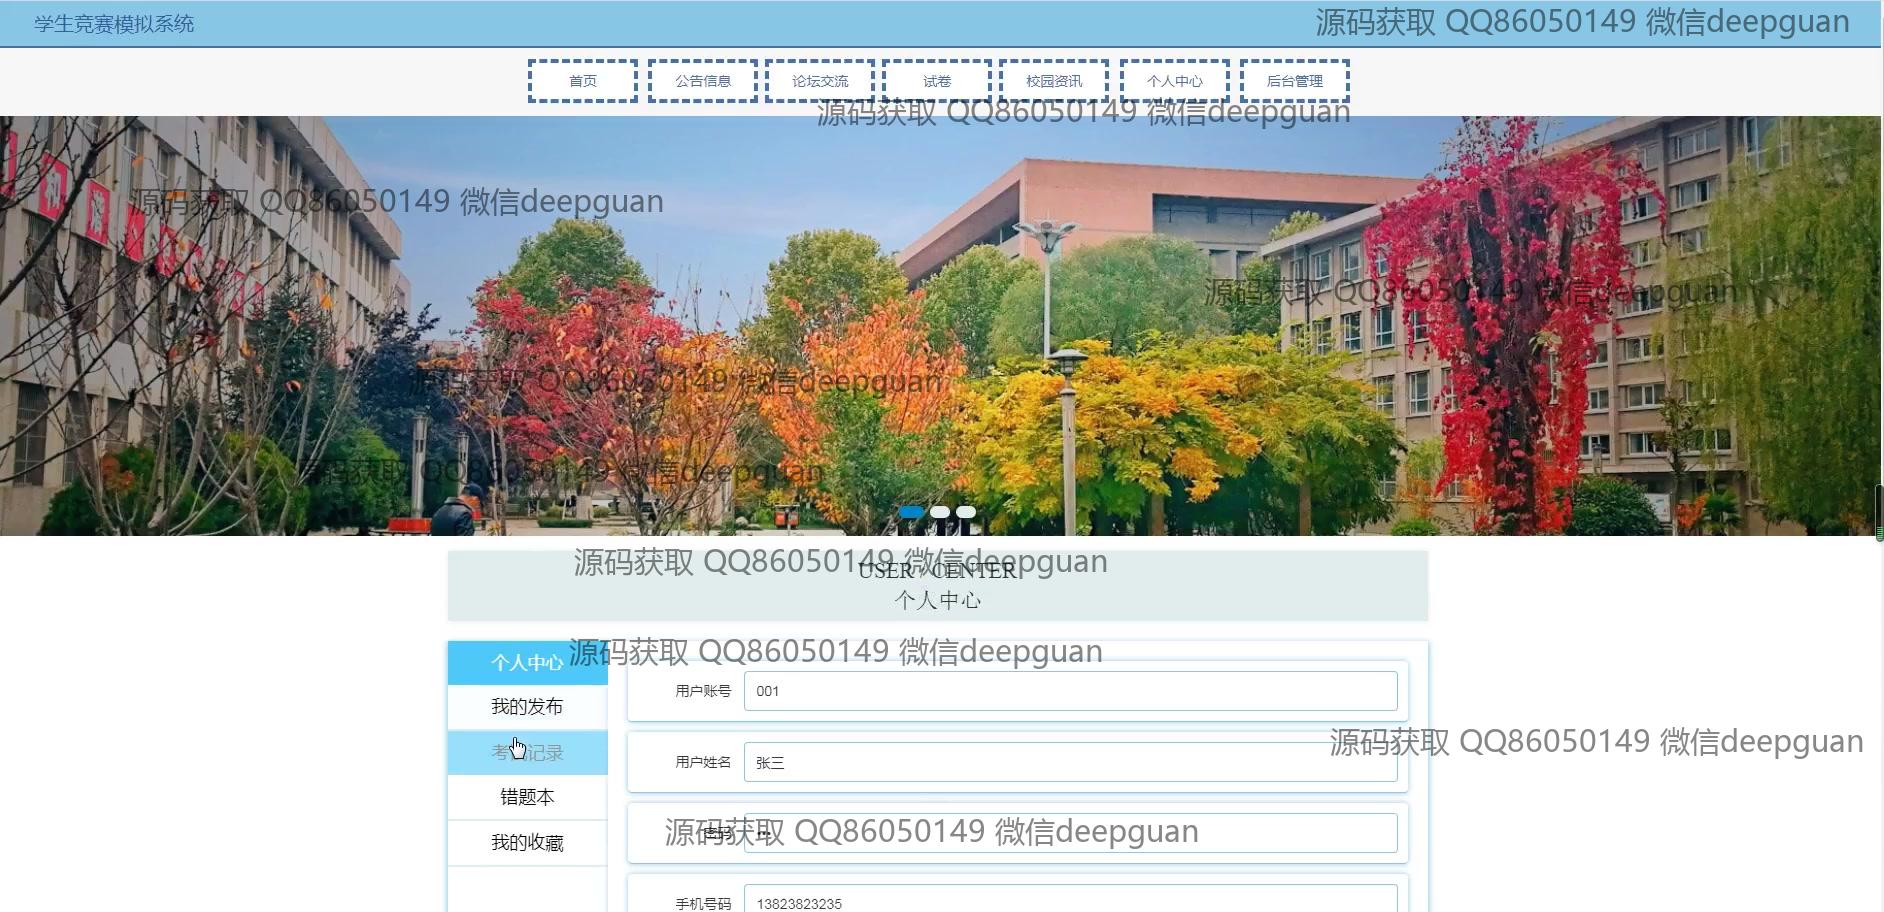 学生竞赛模拟系统
源码获取 QQ86050149 微信deepguan
首页
公告信息
论坛交流
试卷
校园资讯
个人中心
后台管理
源码获取 QQ86050149 微信deepguan
源码获取 QQ86050149 微信deepguan
源码获取 QQ86050149 微信deepguan
源码获取 QQ86050149 微信deepguan
源码获取 QQ86050149 微信deepguan
源码获取 QQ86050149 微信deepguan
USER / CENTER
个人中心
源码获取 QQ86050149 微信deepguan
个人中心
我的发布
考试记录
错题本
我的收藏
用户账号
001
用户姓名
张三
源码获取 QQ86050149 微信deepguan
密码
源码获取 QQ86050149 微信deepguan
手机号码
13823823235